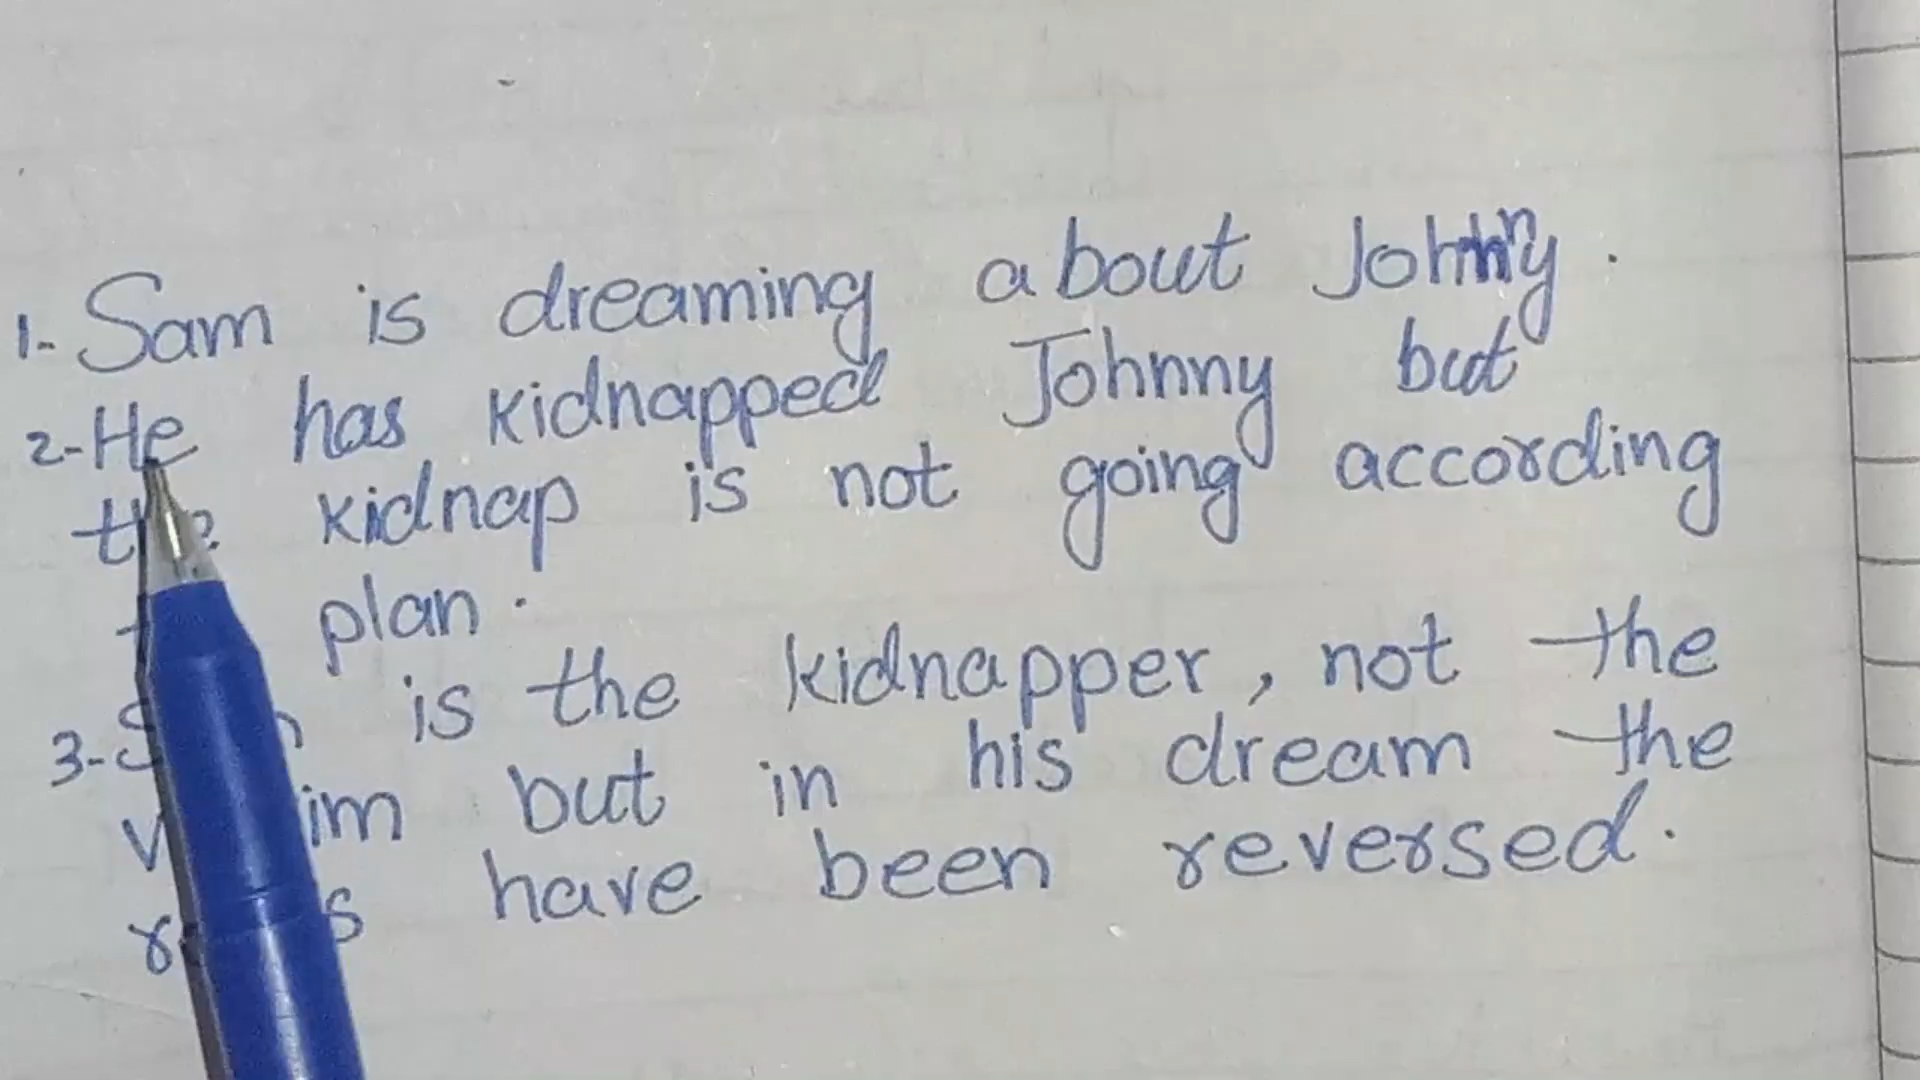 1- Sam is dreaming about Johnny.
2- He has kidnapped Johnny but
the kidnap is not going according
plan.
3- is the kidnapper, not the
but in his dream the
have been reversed.